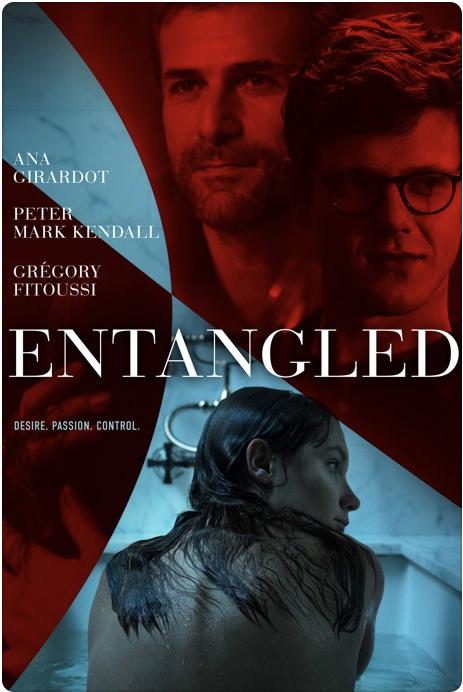 ANA
GIRARDOT
PETER
MARK KENDALL
GRÉGORY
FITOUSSI
ENTANGLED
DESIRE. PASSION. CONTROL.